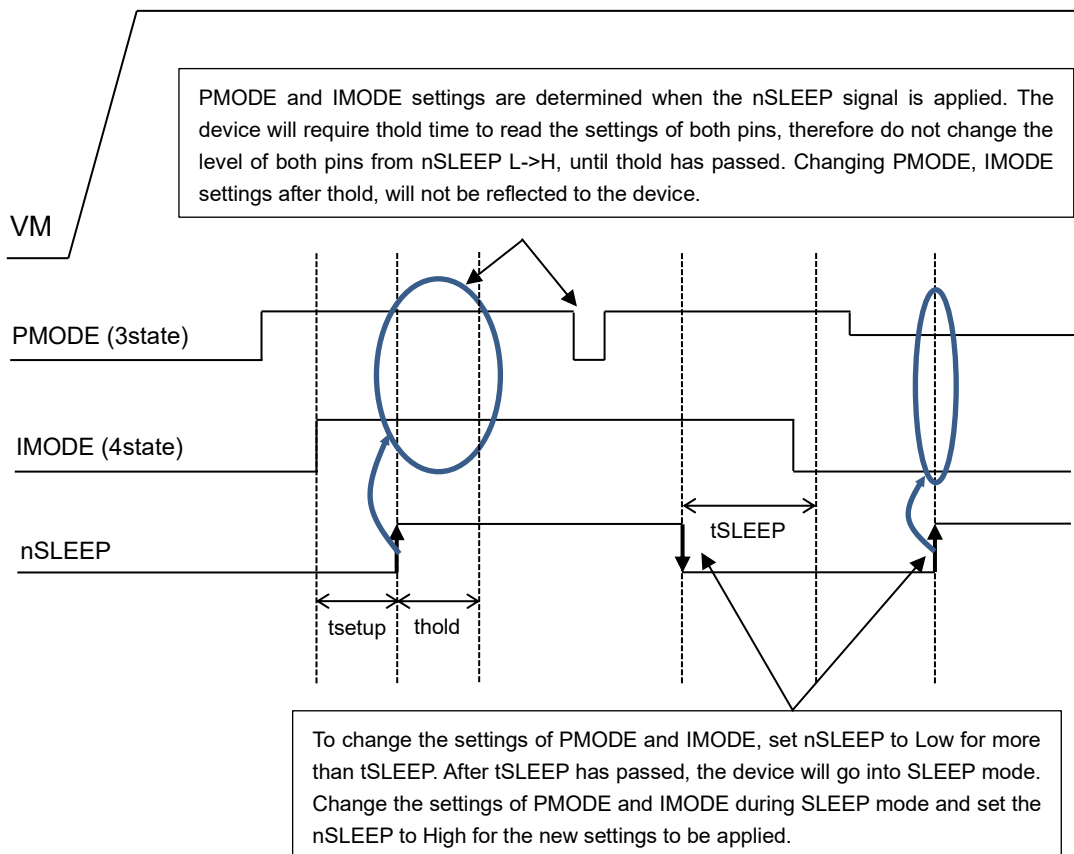 PMODE and IMODE settings are determined when the nSLEEP signal is applied. The
device will require thold time to read the settings of both pins, therefore do not change the
level of both pins from nSLEEP L->H, until thold has passed. Changing PMODE, IMODE
settings after thold, will not be reflected to the device.
VM
PMODE (3state)
IMODE (4state)
tSLEEP
nSLEEP
tsetup
thold
To change the settings of PMODE and IMODE, set nSLEEP to Low for more
than tSLEEP. After tSLEEP has passed, the device will go into SLEEP mode.
Change the settings of PMODE and IMODE during SLEEP mode and set the
nSLEEP to High for the new settings to be applied.